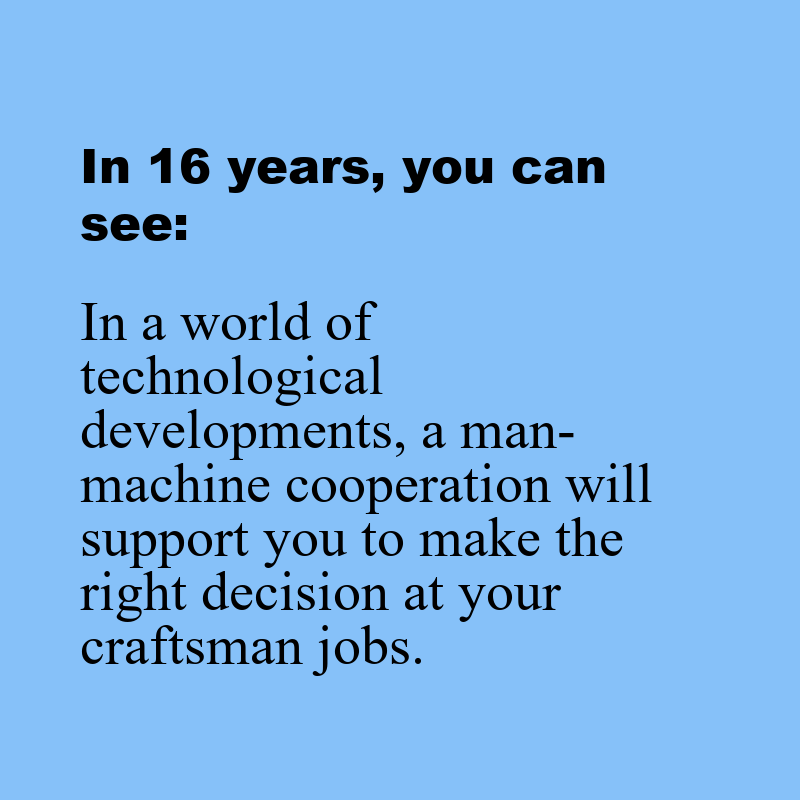 In 16 years, you can
see:
In a world of
technological
developments, a man-
machine cooperation will
support you to make the
right decision at your
craftsman jobs.